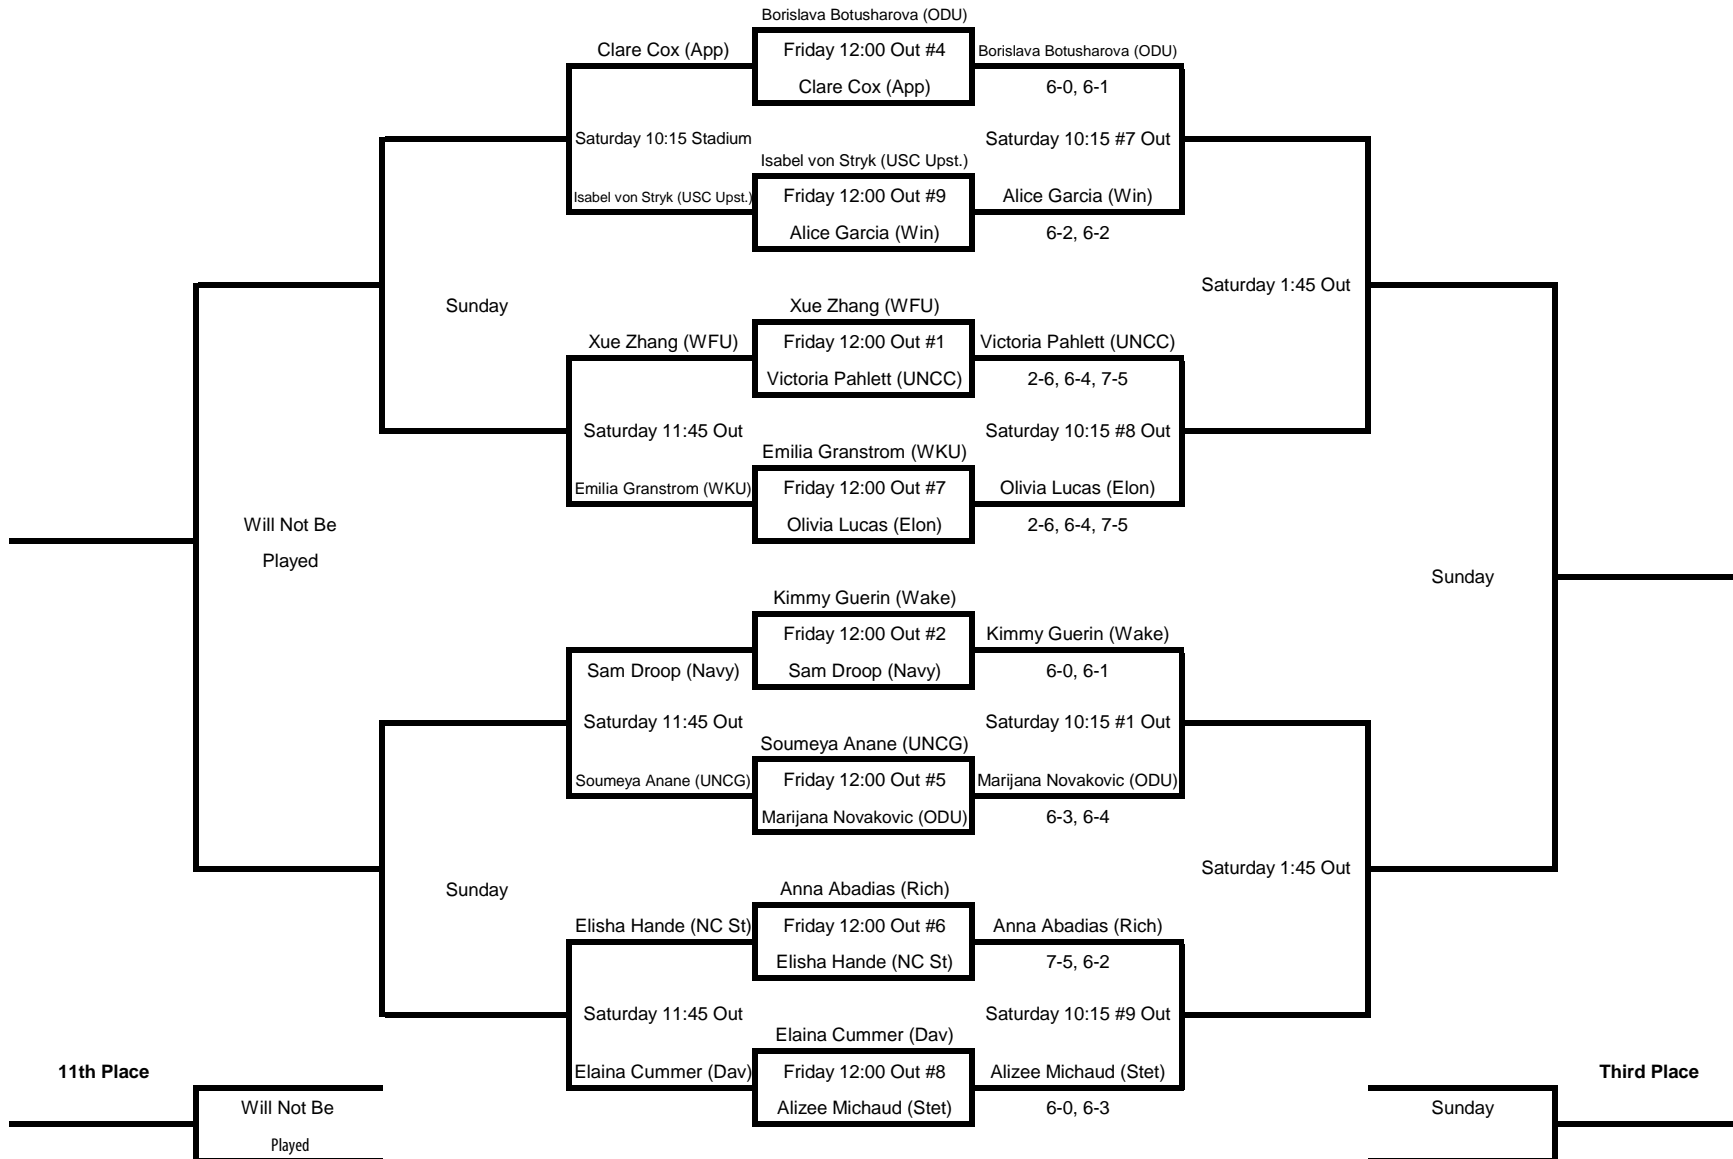 Borislava Botusharova (ODU)
Clare Cox (App)
Friday 12:00 Out #4
Borislava Botusharova (ODU)
Clare Cox (App)
6-0, 6-1
Saturday 10:15 Stadium
Saturday 10:15 #7 Out
Isabel von Stryk (USC Upst.)
Isabel von Stryk (USC Upst.)
Friday 12:00 Out #9
Alice Garcia (Win)
Alice Garcia (Win)
6-2, 6-2
Saturday 1:45 Out
Sunday
Xue Zhang (WFU)
Xue Zhang (WFU)
Friday 12:00 Out #1
Victoria Pahlett (UNCC)
Victoria Pahlett (UNCC)
2-6, 6-4, 7-5
Saturday 11:45 Out
Saturday 10:15 #8 Out
Emilia Granstrom (WKU)
Emilia Granstrom (WKU)
Friday 12:00 Out #7
Olivia Lucas (Elon)
Will Not Be
Olivia Lucas (Elon)
2-6, 6-4, 7-5
Played
Sunday
Kimmy Guerin (Wake)
Friday 12:00 Out #2
Kimmy Guerin (Wake)
Sam Droop (Navy)
Sam Droop (Navy)
6-0, 6-1
Saturday 11:45 Out
Saturday 10:15 #1 Out
Soumeya Anane (UNCG)
Soumeya Anane (UNCG)
Friday 12:00 Out #5
Marijana Novakovic (ODU)
Marijana Novakovic (ODU)
6-3, 6-4
Saturday 1:45 Out
Sunday
Anna Abadias (Rich)
Elisha Hande (NC St)
Friday 12:00 Out #6
Anna Abadias (Rich)
Elisha Hande (NC St)
7-5, 6-2
Saturday 11:45 Out
Saturday 10:15 #9 Out
Elaina Cummer (Dav)
11th Place
Elaina Cummer (Dav)
Friday 12:00 Out #8
Alizee Michaud (Stet)
Third Place
Will Not Be
Alizee Michaud (Stet)
6-0, 6-3
Sunday
Played